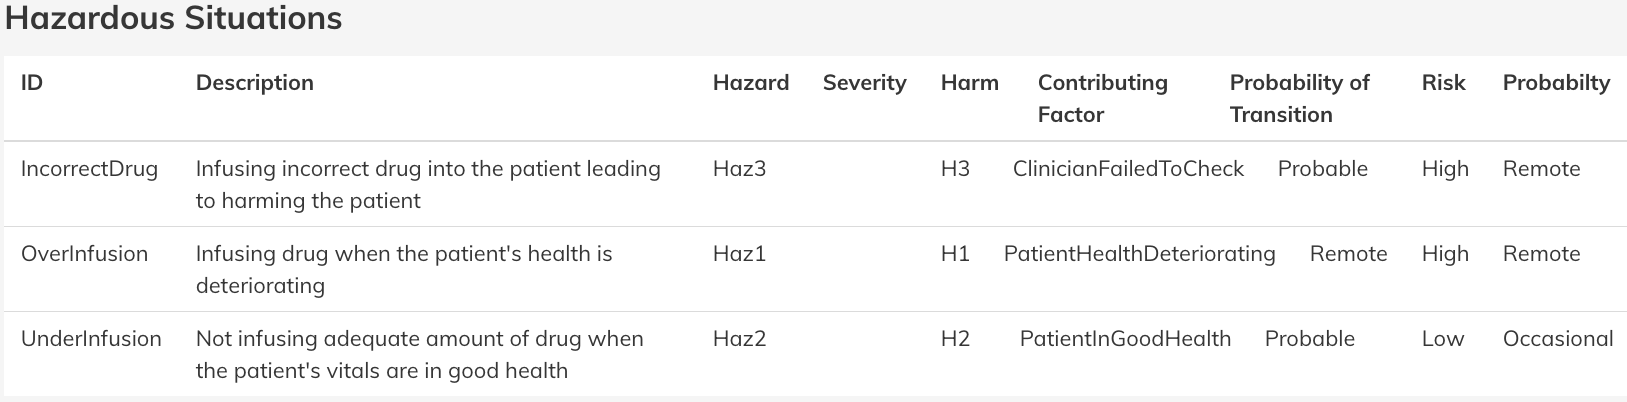 Hazardous Situations
ID Description Hazard Severity Harm Contributing Factor Probability of Transition Risk Probabilty
IncorrectDrug Infusing incorrect drug into the patient leading to harming the patient Haz3 H3 ClinicianFailedToCheck Probable High Remote
OverInfusion Infusing drug when the patient's health is deteriorating Haz1 H1 PatientHealthDeteriorating Remote High Remote
UnderInfusion Not infusing adequate amount of drug when the patient's vitals are in good health Haz2 H2 PatientInGoodHealth Probable Low Occasional